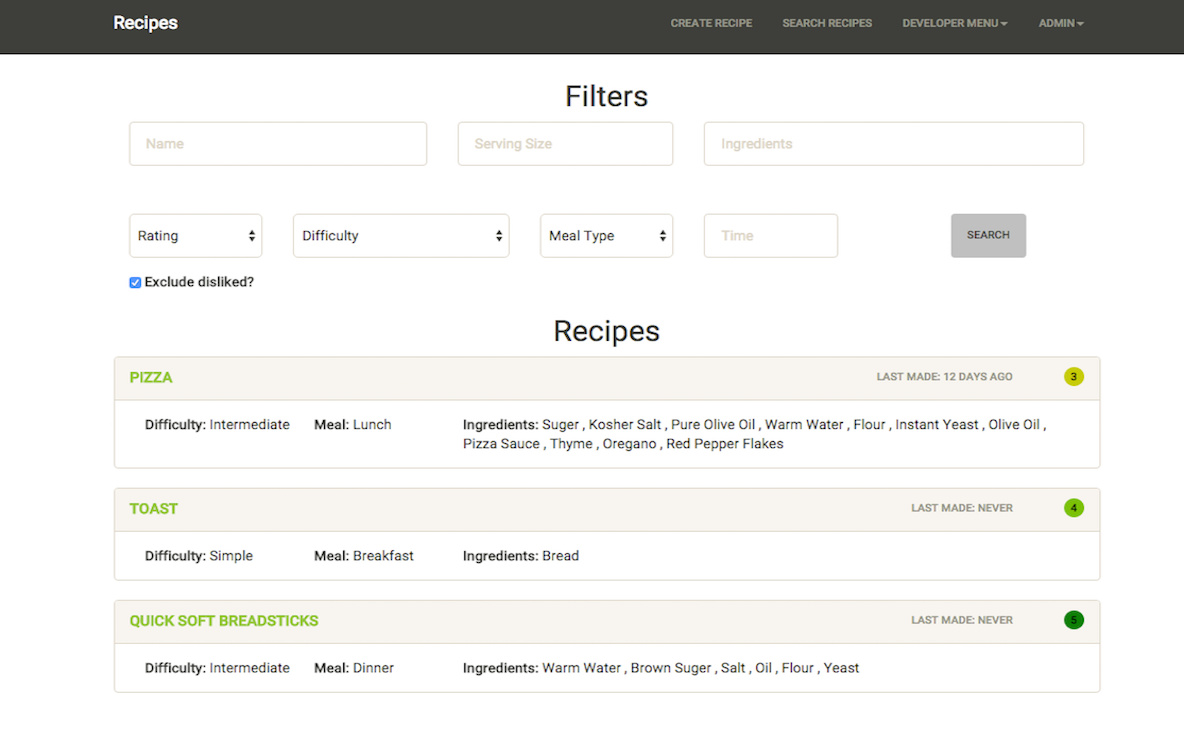 Recipes CREATE RECIPE SEARCH RECIPES DEVELOPER MENU ADMIN
Filters
Name Serving Size Ingredients
Rating Difficulty Meal Type Time SEARCH
Exclude disliked?
Recipes
PIZZA LAST MADE: 12 DAYS AGO 3
Difficulty: Intermediate Meal: Lunch Ingredients: Suger , Kosher Salt , Pure Olive Oil , Warm Water , Flour , Instant Yeast , Olive Oil ,
Pizza Sauce , Thyme , Oregano , Red Pepper Flakes
TOAST LAST MADE: NEVER 4
Difficulty: Simple Meal: Breakfast Ingredients: Bread
QUICK SOFT BREADSTICKS LAST MADE: NEVER 5
Difficulty: Intermediate Meal: Dinner Ingredients: Warm Water , Brown Suger , Salt , Oil , Flour , Yeast